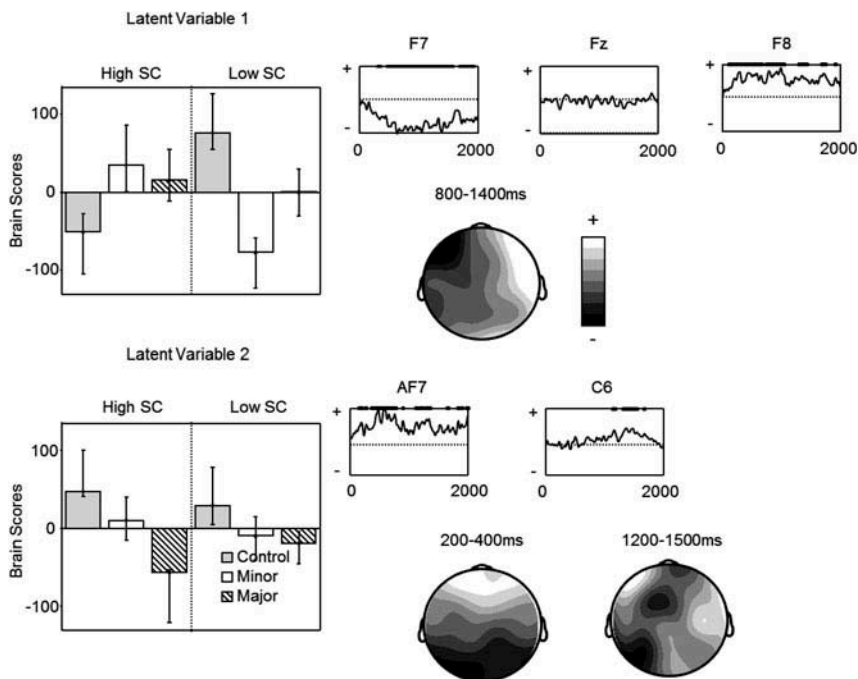 Latent Variable 1
High SC
Low SC
Brain Scores
100
0
-100
F7
+
-
0
2000
Fz
+
-
0
2000
F8
+
-
0
2000
800-1400ms
+
-
Latent Variable 2
High SC
Low SC
Brain Scores
100
0
-100
Control
Minor
Major
AF7
+
-
0
2000
C6
+
-
0
2000
200-400ms
1200-1500ms